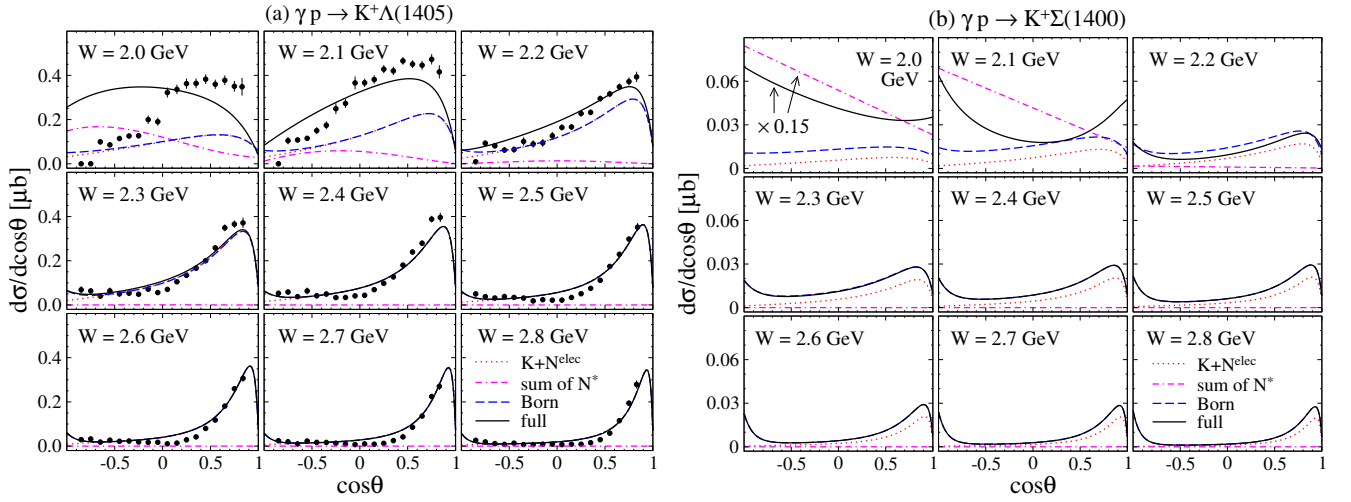 (a) γ p → K⁺Λ(1405)
dσ/dcosθ [μb]
W = 2.0 GeV
W = 2.1 GeV
W = 2.2 GeV
0.4
0.2
0.0
W = 2.3 GeV
W = 2.4 GeV
W = 2.5 GeV
0.4
0.2
0.0
W = 2.6 GeV
W = 2.7 GeV
W = 2.8 GeV
0.4
0.2
0.0
K+N^elec
sum of N*
Born
full
-0.5 0 0.5 -0.5 0 0.5 -0.5 0 0.5 1
cosθ
(b) γ p → K⁺Σ(1400)
dσ/dcosθ [μb]
W = 2.0
GeV
W = 2.1 GeV
W = 2.2 GeV
× 0.15
0.06
0.03
0
W = 2.3 GeV
W = 2.4 GeV
W = 2.5 GeV
0.06
0.03
0
W = 2.6 GeV
W = 2.7 GeV
W = 2.8 GeV
0.06
0.03
0
K+N^elec
sum of N*
Born
full
-0.5 0 0.5 -0.5 0 0.5 -0.5 0 0.5 1
cosθ